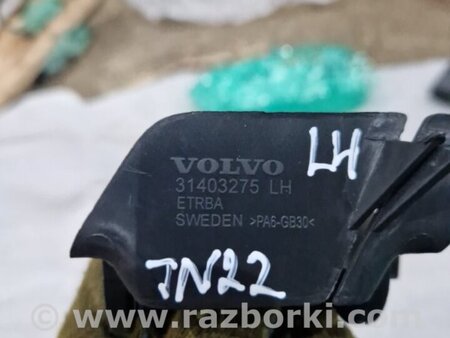 VOLVO
31403275 LH
ETRBA
SWEDEN >PA6-GB30<
LH
JN22
© www.razborki.com